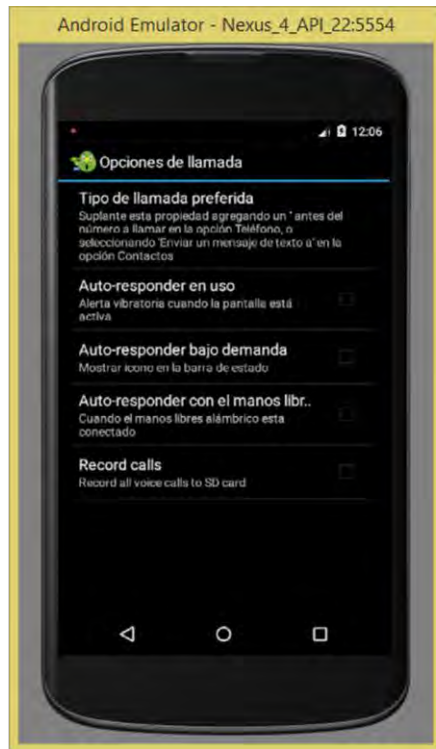 Android Emulator - Nexus_4_API_22:5554
12:06
Opciones de llamada
Tipo de llamada preferida
Suplante esta propiedad agregando un * antes del
número a llamar en la opción Teléfono, o
seleccionando 'Enviar un mensaje de texto a' en la
opción Contactos
Auto-responder en uso
Alerta vibratoria cuando la pantalla está
activa
Auto-responder bajo demanda
Mostrar icono en la barra de estado
Auto-responder con el manos libr..
Cuando el manos libres alámbrico esta
conectado
Record calls
Record all voice calls to SD card